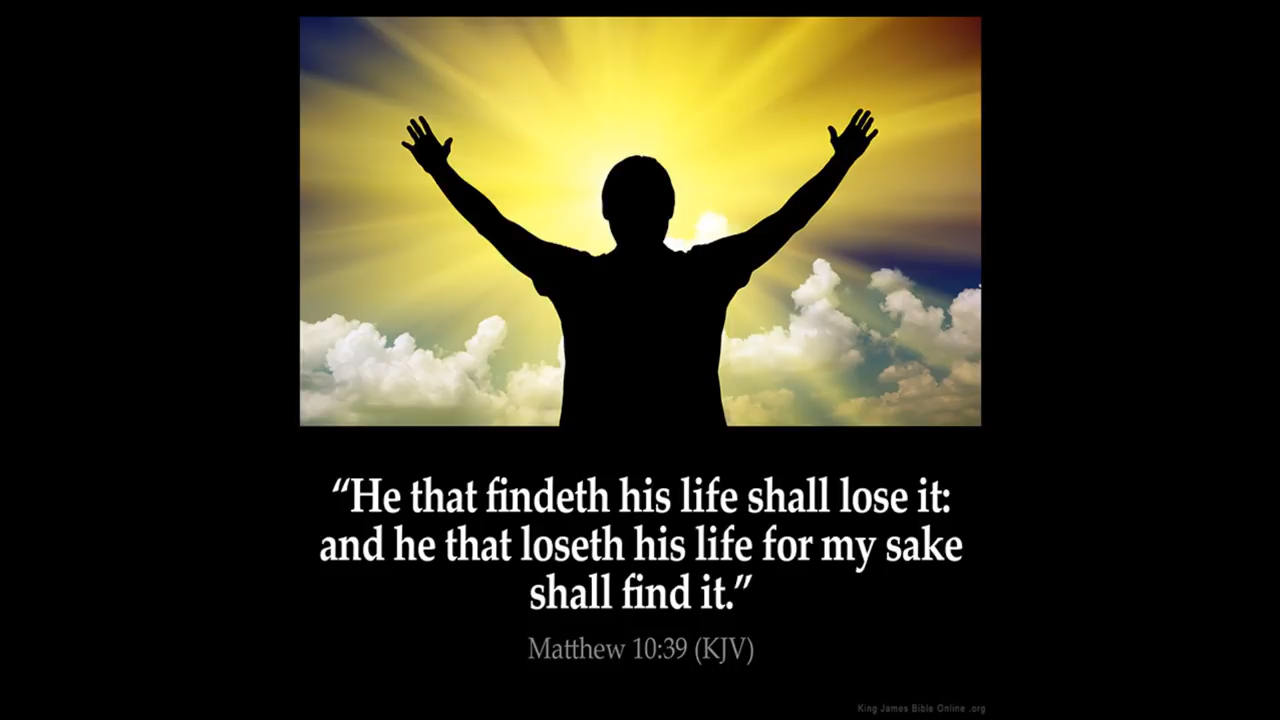 “He that findeth his life shall lose it:
and he that loseth his life for my sake
shall find it.”
Matthew 10:39 (KJV)
King James Bible Online .org